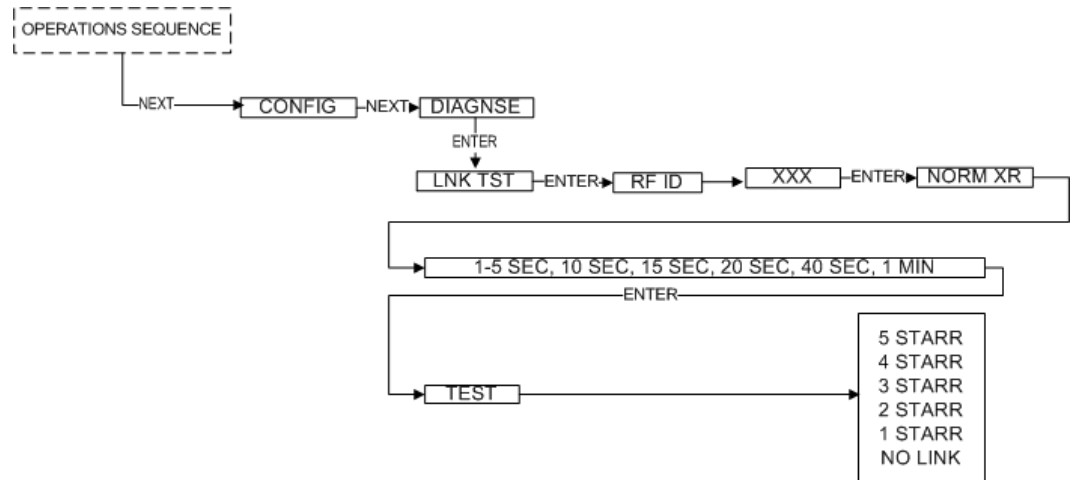 OPERATIONS SEQUENCE
NEXT
CONFIG
NEXT
DIAGNSE
ENTER
LNK TST
ENTER
RF ID
XXX
ENTER
NORM XR
1-5 SEC, 10 SEC, 15 SEC, 20 SEC, 40 SEC, 1 MIN
ENTER
TEST
5 STARR
4 STARR
3 STARR
2 STARR
1 STARR
NO LINK